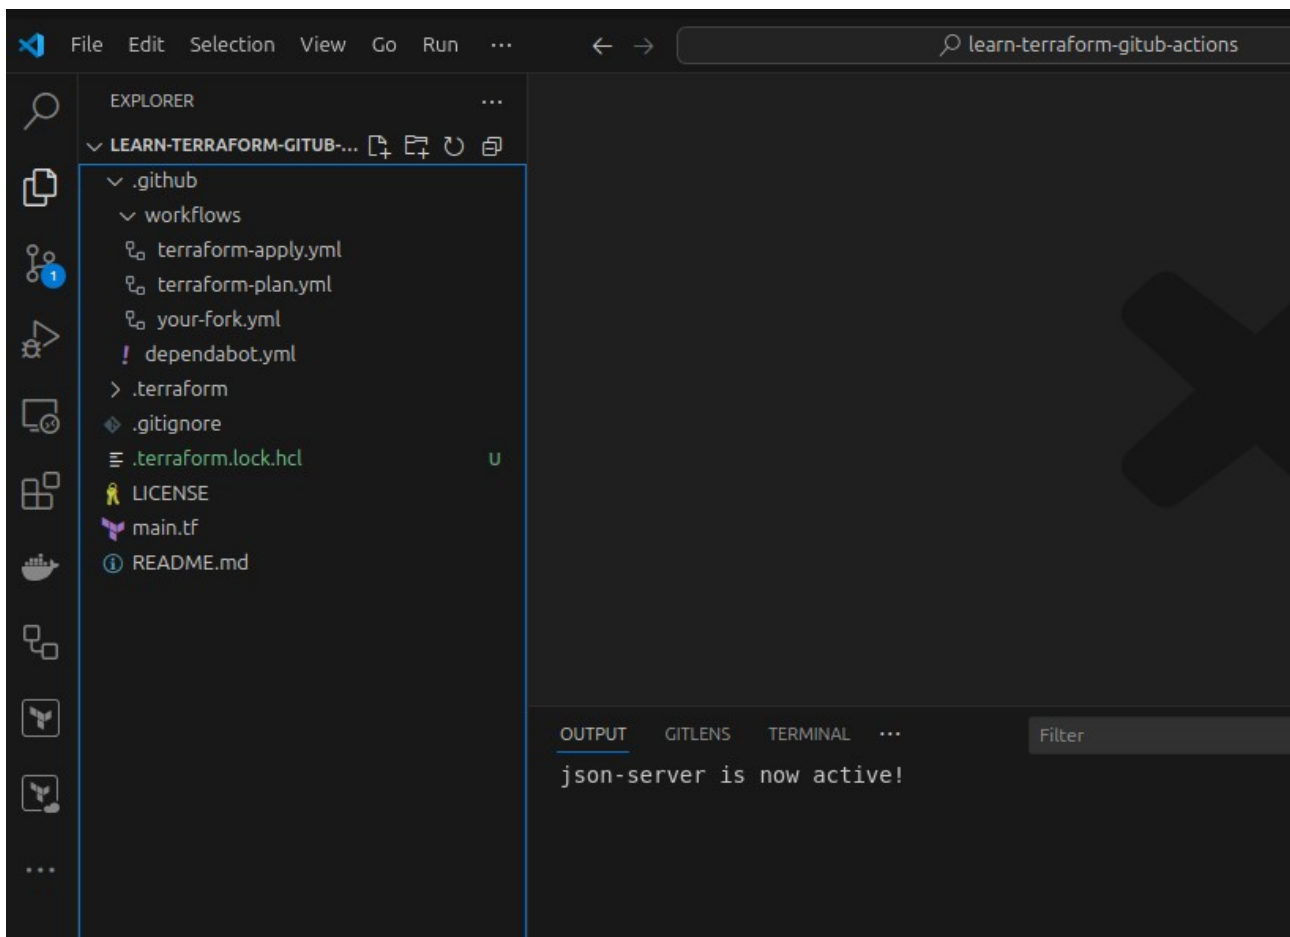 File Edit Selection View Go Run ... learn-terraform-gitub-actions
EXPLORER ...
LEARN-TERRAFORM-GITUB-...
.github
workflows
terraform-apply.yml
terraform-plan.yml
1
your-fork.yml
! dependabot.yml
.terraform
.gitignore
.terraform.lock.hcl U
LICENSE
main.tf
README.md
OUTPUT GITLENS TERMINAL ... Filter
json-server is now active!